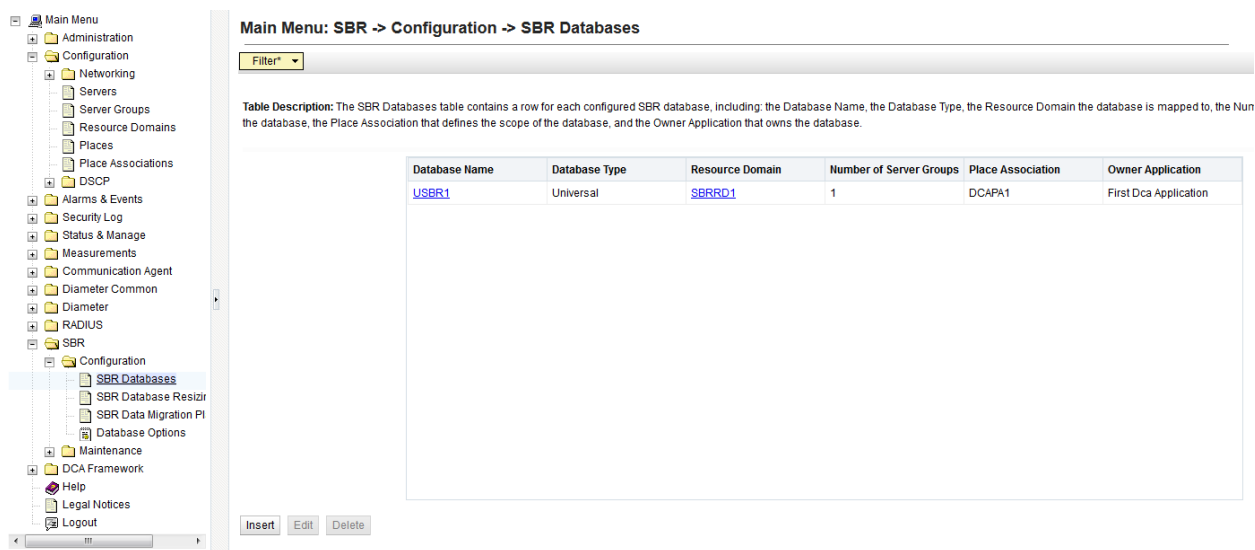 Main Menu
Administration
Configuration
Networking
Servers
Server Groups
Resource Domains
Places
Place Associations
DSCP
Alarms & Events
Security Log
Status & Manage
Measurements
Communication Agent
Diameter Common
Diameter
RADIUS
SBR
Configuration
SBR Databases
SBR Database Resizin
SBR Data Migration Pl
Database Options
Maintenance
DCA Framework
Help
Legal Notices
Logout
Main Menu: SBR -> Configuration -> SBR Databases
Filter*
Table Description: The SBR Databases table contains a row for each configured SBR database, including: the Database Name, the Database Type, the Resource Domain the database is mapped to, the Num
the database, the Place Association that defines the scope of the database, and the Owner Application that owns the database.
Database Name Database Type Resource Domain Number of Server Groups Place Association Owner Application
USBR1 Universal SBRRD1 1 DCAPA1 First Dca Application
Insert Edit Delete